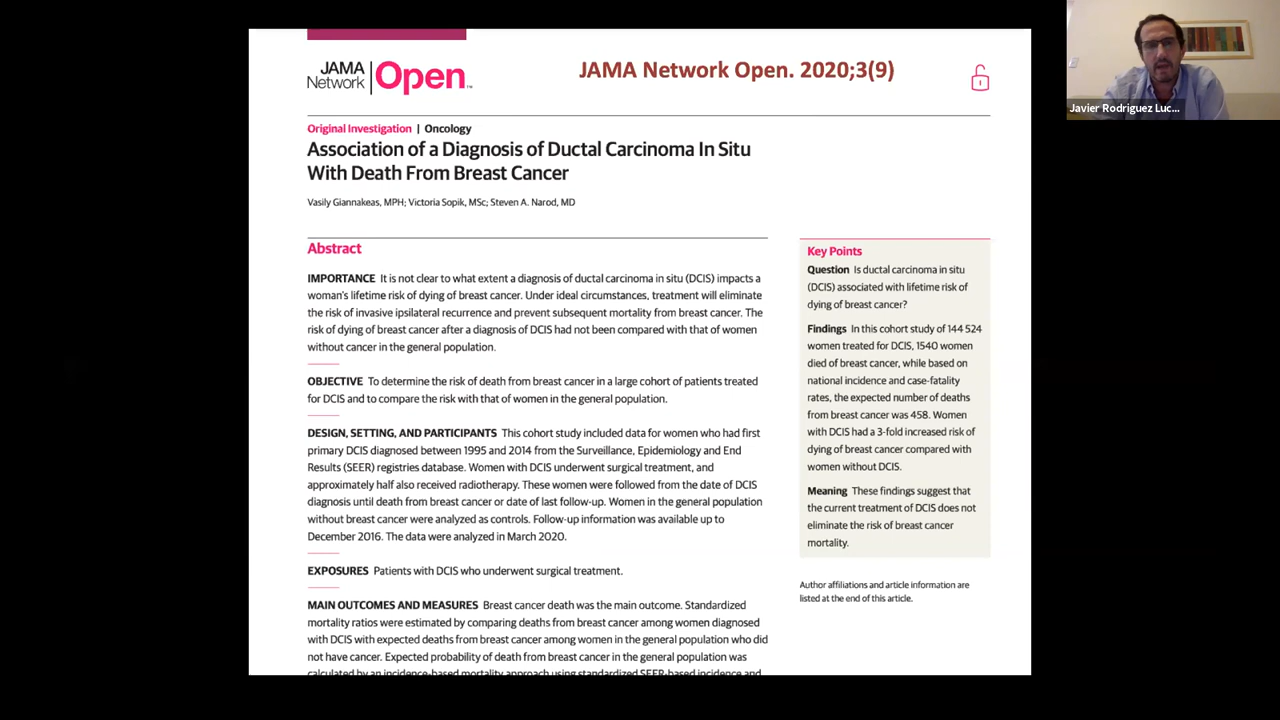 JAMA
Network
Open
JAMA Network Open. 2020;3(9)
Javier Rodriguez Luc...
Original Investigation | Oncology
Association of a Diagnosis of Ductal Carcinoma In Situ
With Death From Breast Cancer
Vasily Giannakeas, MPH; Victoria Sopik, MSc; Steven A. Narod, MD
Abstract
IMPORTANCE It is not clear to what extent a diagnosis of ductal carcinoma in situ (DCIS) impacts a
woman's lifetime risk of dying of breast cancer. Under ideal circumstances, treatment will eliminate
the risk of invasive ipsilateral recurrence and prevent subsequent mortality from breast cancer. The
risk of dying of breast cancer after a diagnosis of DCIS had not been compared with that of women
without cancer in the general population.
OBJECTIVE To determine the risk of death from breast cancer in a large cohort of patients treated
for DCIS and to compare the risk with that of women in the general population.
DESIGN, SETTING, AND PARTICIPANTS This cohort study included data for women who had first
primary DCIS diagnosed between 1995 and 2014 from the Surveillance, Epidemiology and End
Results (SEER) registries database. Women with DCIS underwent surgical treatment, and
approximately half also received radiotherapy. These women were followed from the date of DCIS
diagnosis until death from breast cancer or date of last follow-up. Women in the general population
without breast cancer were analyzed as controls. Follow-up information was available up to
December 2016. The data were analyzed in March 2020.
EXPOSURES Patients with DCIS who underwent surgical treatment.
MAIN OUTCOMES AND MEASURES Breast cancer death was the main outcome. Standardized
mortality ratios were estimated by comparing deaths from breast cancer among women diagnosed
with DCIS with expected deaths from breast cancer among women in the general population who did
not have cancer. Expected probability of death from breast cancer in the general population was
calculated by an incidence-based mortality approach using standardized SEER-based incidence and
Key Points
Question Is ductal carcinoma in situ
(DCIS) associated with lifetime risk of
dying of breast cancer?
Findings In this cohort study of 144 524
women treated for DCIS, 1540 women
died of breast cancer, while based on
national incidence and case-fatality
rates, the expected number of deaths
from breast cancer was 458. Women
with DCIS had a 3-fold increased risk of
dying of breast cancer compared with
women without DCIS.
Meaning These findings suggest that
the current treatment of DCIS does not
eliminate the risk of breast cancer
mortality.
Author affiliations and article information are
listed at the end of this article.